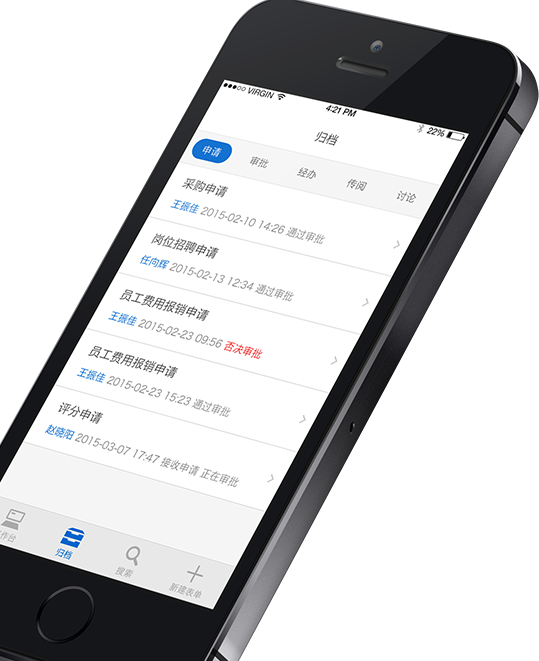 VIRGIN
4:21 PM
22%
归档
申请 审批 经办 传阅 讨论
采购申请
王振佳 2015-02-10 14:26 通过审批
岗位招聘申请
任向辉 2015-02-13 12:34 通过审批
员工费用报销申请
王振佳 2015-02-23 09:56 否决审批
员工费用报销申请
王振佳 2015-02-23 15:23 通过审批
评分申请
赵晓阳 2015-03-07 17:47 接收申请 正在审批
作台 归档 搜索 新建表单